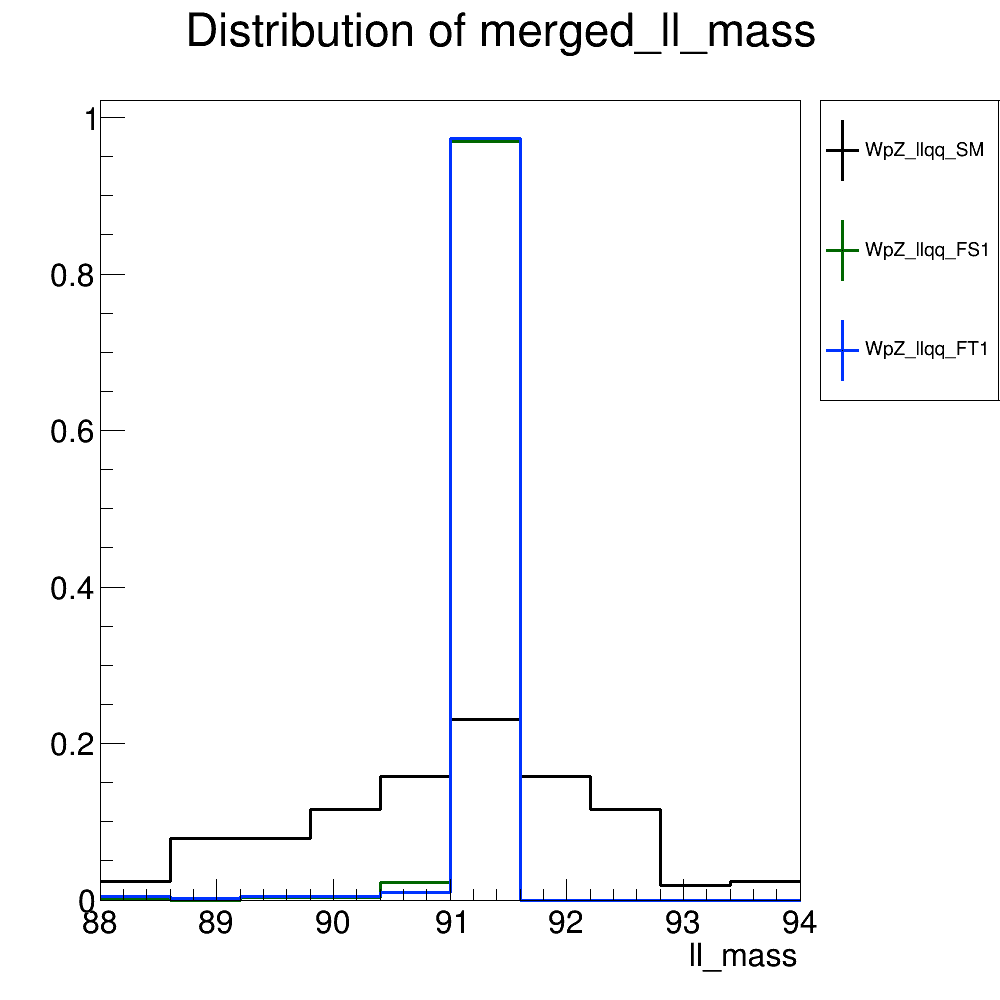 Distribution of merged_ll_mass
1
0.8
0.6
0.4
0.2
0
88 89 90 91 92 93 94
ll_mass
WpZ_llqq_SM
WpZ_llqq_FS1
WpZ_llqq_FT1